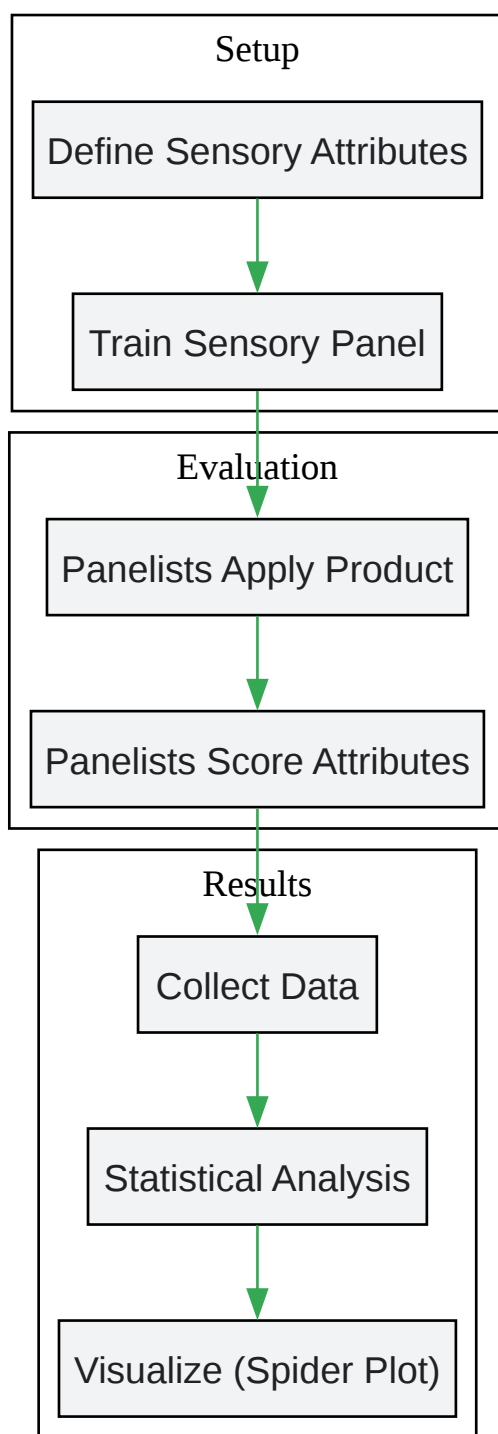 Setup
Define Sensory Attributes
Train Sensory Panel
Evaluation
Panelists Apply Product
Panelists Score Attributes
Results
Collect Data
Statistical Analysis
Visualize (Spider Plot)